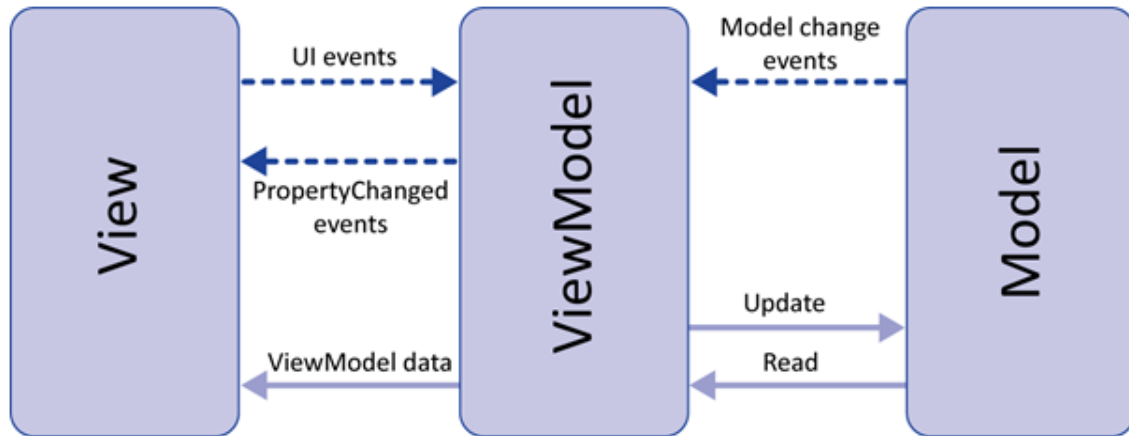 View
UI events
PropertyChanged
events
ViewModel data
ViewModel
Model change
events
Update
Read
Model